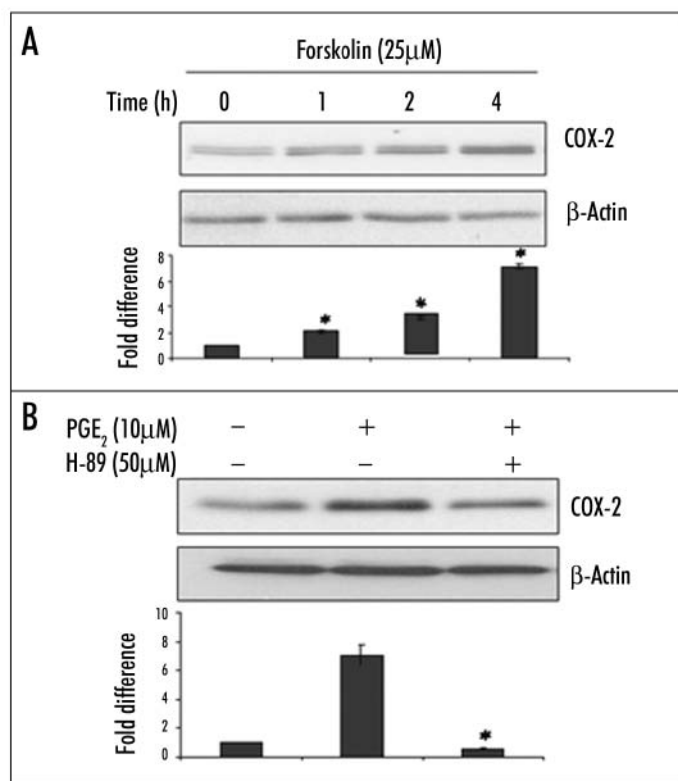 A
Forskolin (25μM)
Time (h) 0 1 2 4
COX-2
β-Actin
Fold difference
8
6
4
2
0
* * *
B
PGE₂ (10μM) − + +
H-89 (50μM) − − +
COX-2
β-Actin
Fold difference
10
8
6
4
2
0
*